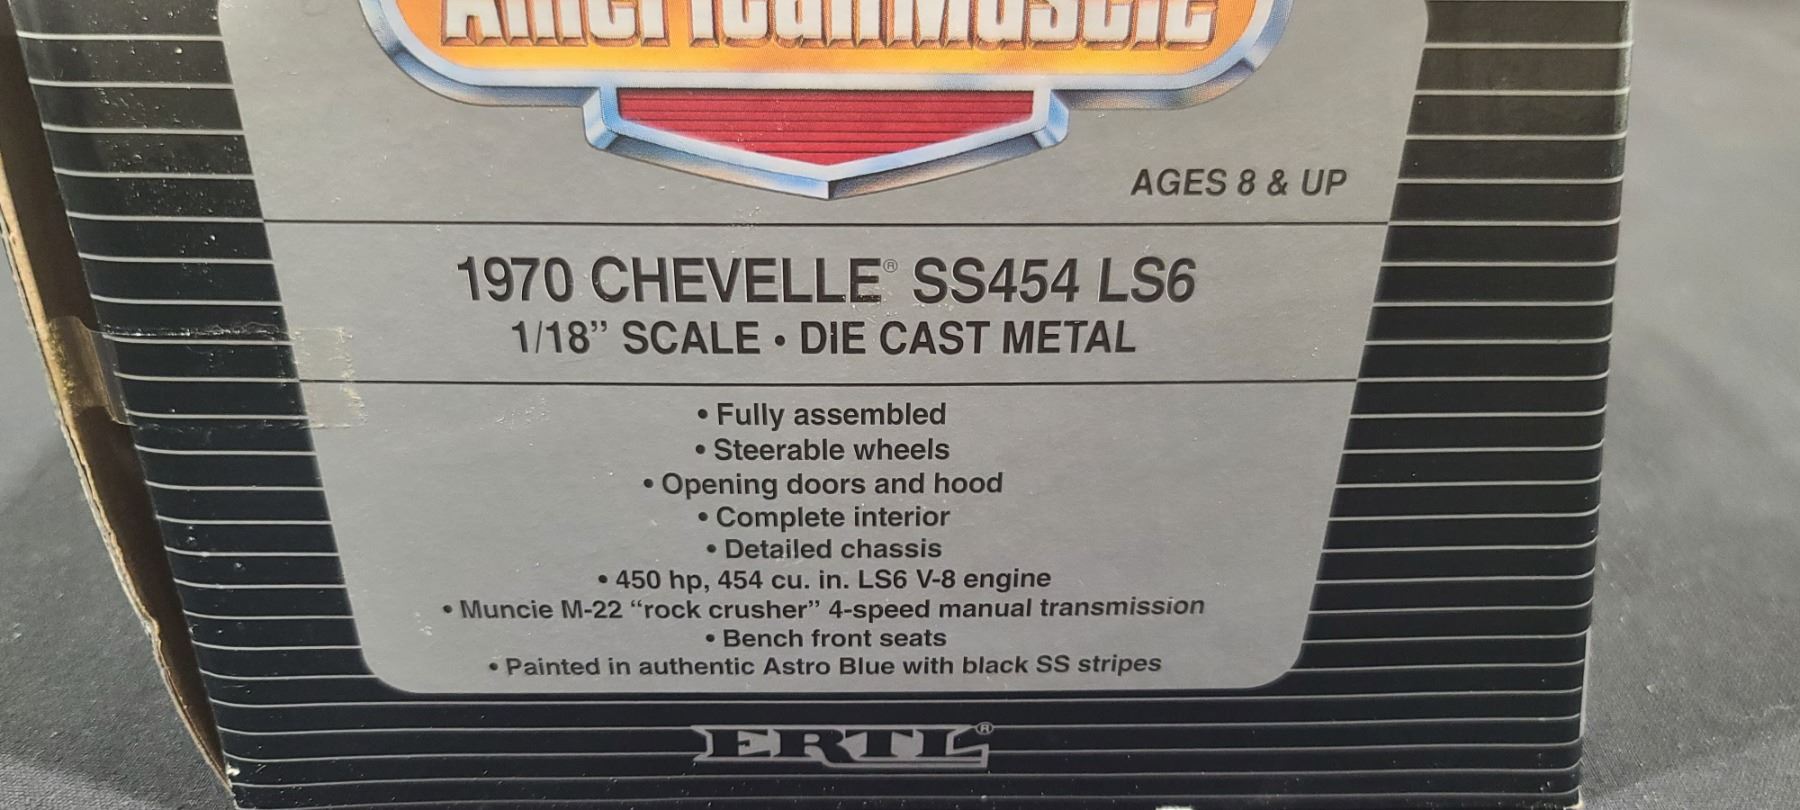 American Muscle
AGES 8 & UP
1970 CHEVELLE® SS454 LS6
1/18” SCALE • DIE CAST METAL
• Fully assembled
• Steerable wheels
• Opening doors and hood
• Complete interior
• Detailed chassis
• 450 hp, 454 cu. in. LS6 V-8 engine
• Muncie M-22 “rock crusher” 4-speed manual transmission
• Bench front seats
• Painted in authentic Astro Blue with black SS stripes
ERTL®